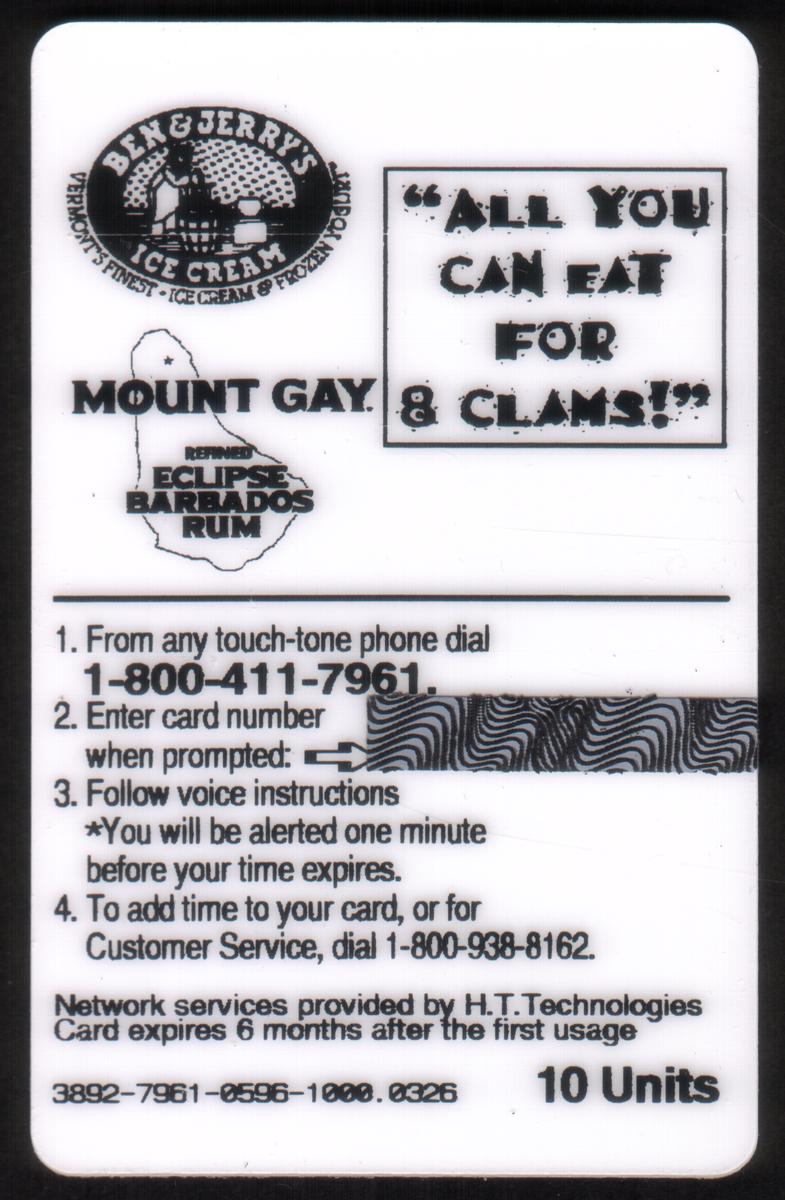 BEN & JERRY'S
ICE CREAM
VERMONT'S FINEST • ICE CREAM & FROZEN YOGURT
"ALL YOU
CAN EAT
FOR
8 CLAMS!"
MOUNT GAY
REFINED
ECLIPSE
BARBADOS
RUM
1. From any touch-tone phone dial
1-800-411-7961.
2. Enter card number
when prompted:
3. Follow voice instructions
*You will be alerted one minute
before your time expires.
4. To add time to your card, or for
Customer Service, dial 1-800-938-8162.
Network services provided by H.T.Technologies
Card expires 6 months after the first usage
3892-7961-0596-1000.0326
10 Units